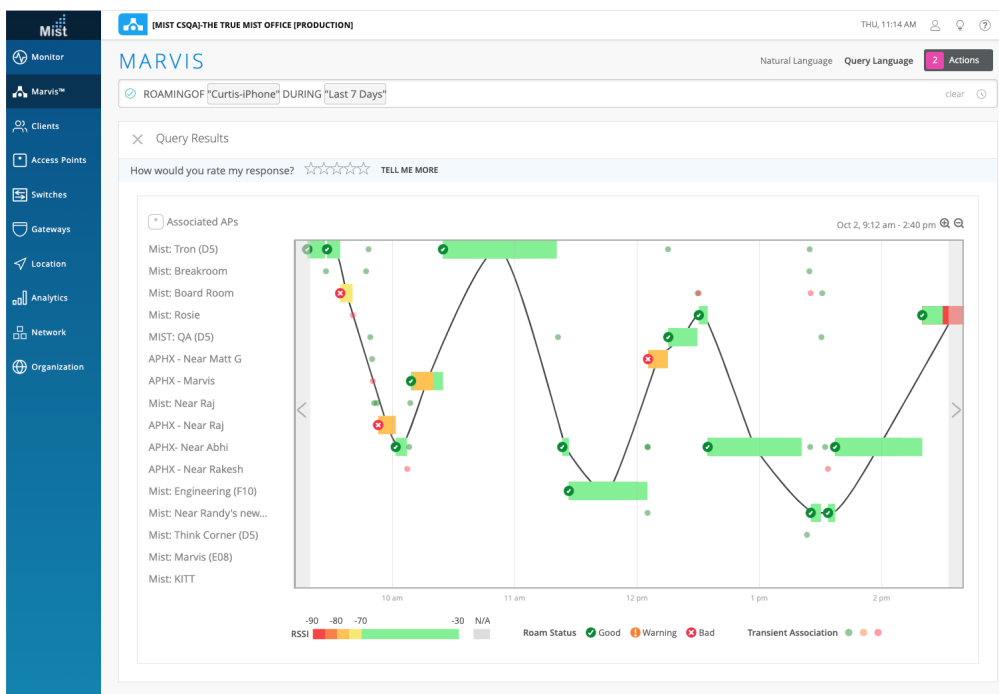 Mist
[MIST CSQA]-THE TRUE MIST OFFICE [PRODUCTION]
THU, 11:14 AM
?
Monitor
Marvis™
Clients
Access Points
Switches
Gateways
Location
Analytics
Network
Organization
MARVIS
Natural Language
Query Language
2 Actions
ROAMINGOF "Curtis-iPhone" DURING "Last 7 Days"
clear
Query Results
How would you rate my response?
TELL ME MORE
Associated APs
Oct 2, 9:12 am - 2:40 pm
Mist: Tron (D5)
Mist: Breakroom
Mist: Board Room
Mist: Rosie
MIST: QA (D5)
APHX - Near Matt G
APHX - Marvis
Mist: Near Raj
APHX - Near Raj
APHX- Near Abhi
APHX - Near Rakesh
Mist: Engineering (F10)
Mist: Near Randy's new...
Mist: Think Corner (D5)
Mist: Marvis (E08)
Mist: KITT
10 am 11 am 12 pm 1 pm 2 pm
-90 -80 -70 -30 N/A
RSSI
Roam Status Good Warning Bad
Transient Association